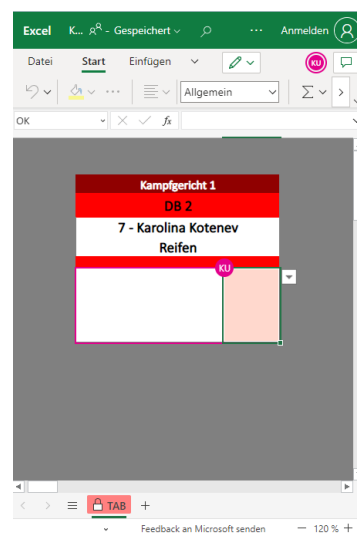 Excel K... - Gespeichert ... Anmelden
Datei Start Einfügen KU
... Allgemein Σ
OK fx
Kampfgericht 1
DB 2
7 - Karolina Kotenev
Reifen
KU
TAB +
Feedback an Microsoft senden — 120 % +